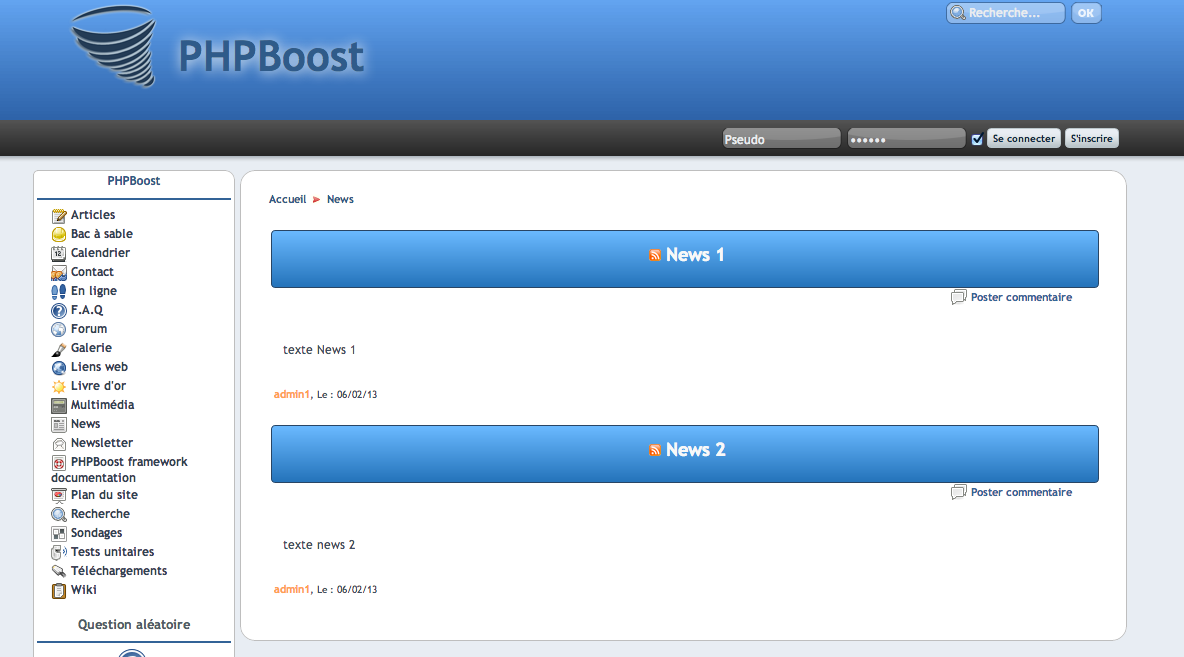 Recherche... OK
PHPBoost
Pseudo •••••• Se connecter S'inscrire
PHPBoost
Articles
Bac à sable
Calendrier
Contact
En ligne
F.A.Q
Forum
Galerie
Liens web
Livre d'or
Multimédia
News
Newsletter
PHPBoost framework
documentation
Plan du site
Recherche
Sondages
Tests unitaires
Téléchargements
Wiki
Question aléatoire
Accueil News
News 1
Poster commentaire
texte News 1
admin1, Le : 06/02/13
News 2
Poster commentaire
texte news 2
admin1, Le : 06/02/13